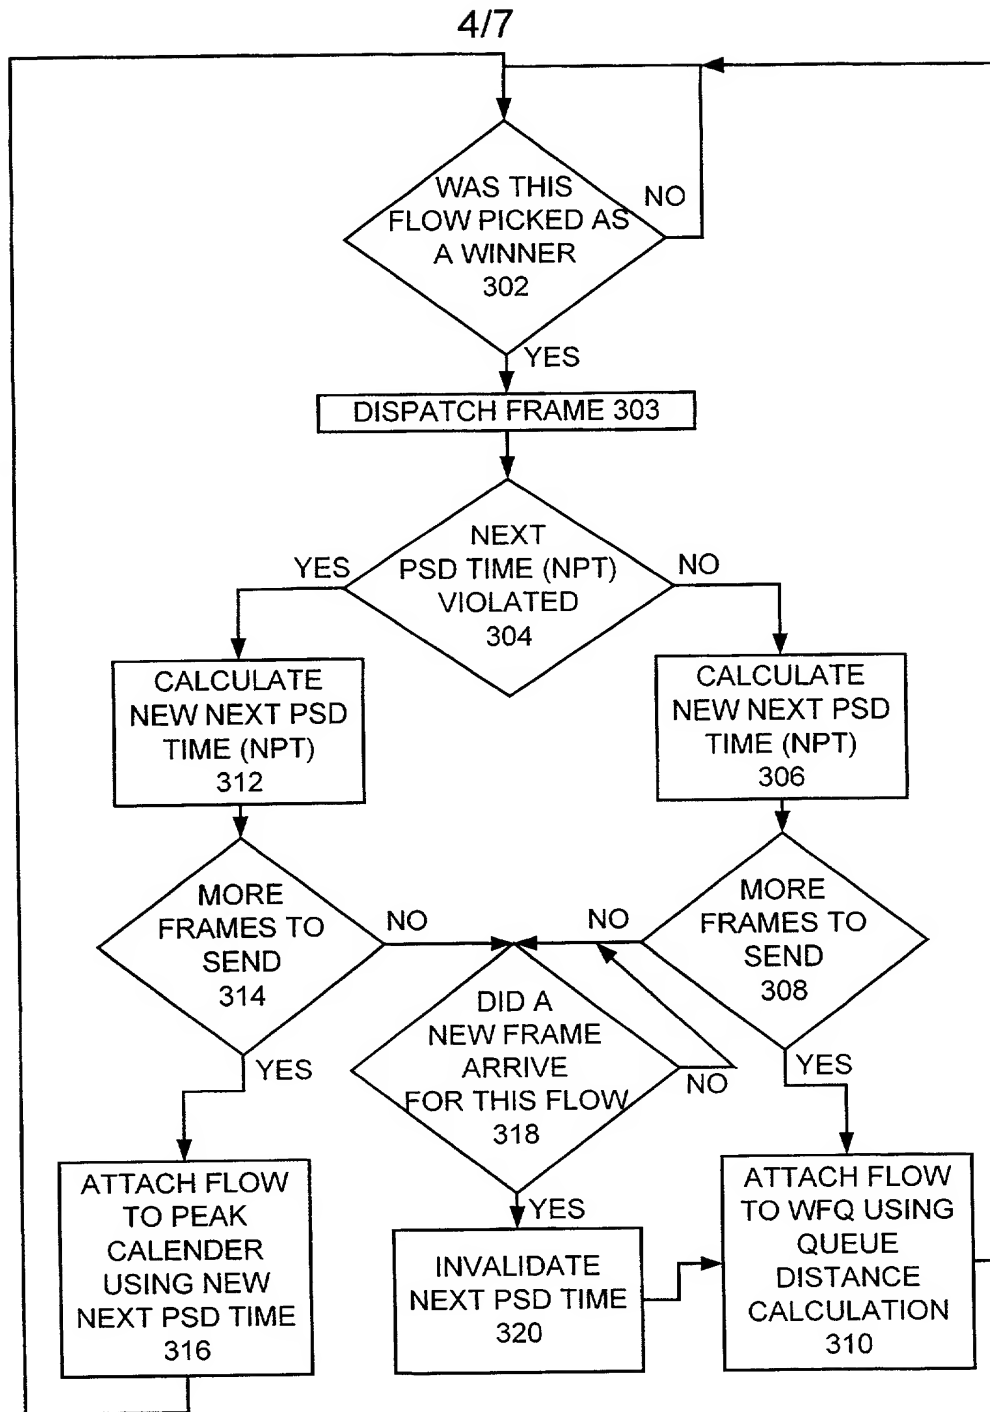 4/7
WAS THIS
FLOW PICKED AS
A WINNER
302
NO
YES
DISPATCH FRAME 303
NEXT
PSD TIME (NPT)
VIOLATED
304
YES
NO
CALCULATE
NEW NEXT PSD
TIME (NPT)
312
CALCULATE
NEW NEXT PSD
TIME (NPT)
306
MORE
FRAMES TO
SEND
314
NO
NO
MORE
FRAMES TO
SEND
308
YES
DID A
NEW FRAME
ARRIVE
FOR THIS FLOW
318
NO
YES
ATTACH FLOW
TO PEAK
CALENDER
USING NEW
NEXT PSD TIME
316
YES
INVALIDATE
NEXT PSD TIME
320
ATTACH FLOW
TO WFQ USING
QUEUE
DISTANCE
CALCULATION
310